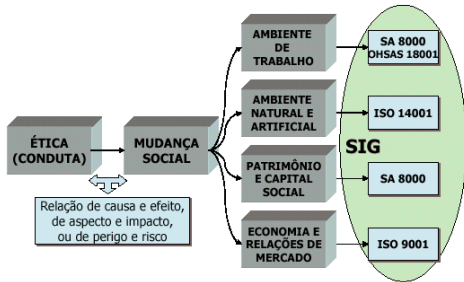 ÉTICA
(CONDUTA)
MUDANÇA
SOCIAL
Relação de causa e efeito,
de aspecto e impacto,
ou de perigo e risco
AMBIENTE
DE
TRABALHO
SA 8000
OHSAS 18001
AMBIENTE
NATURAL E
ARTIFICIAL
ISO 14001
SIG
PATRIMÔNIO
E CAPITAL
SOCIAL
SA 8000
ECONOMIA E
RELAÇÕES DE
MERCADO
ISO 9001